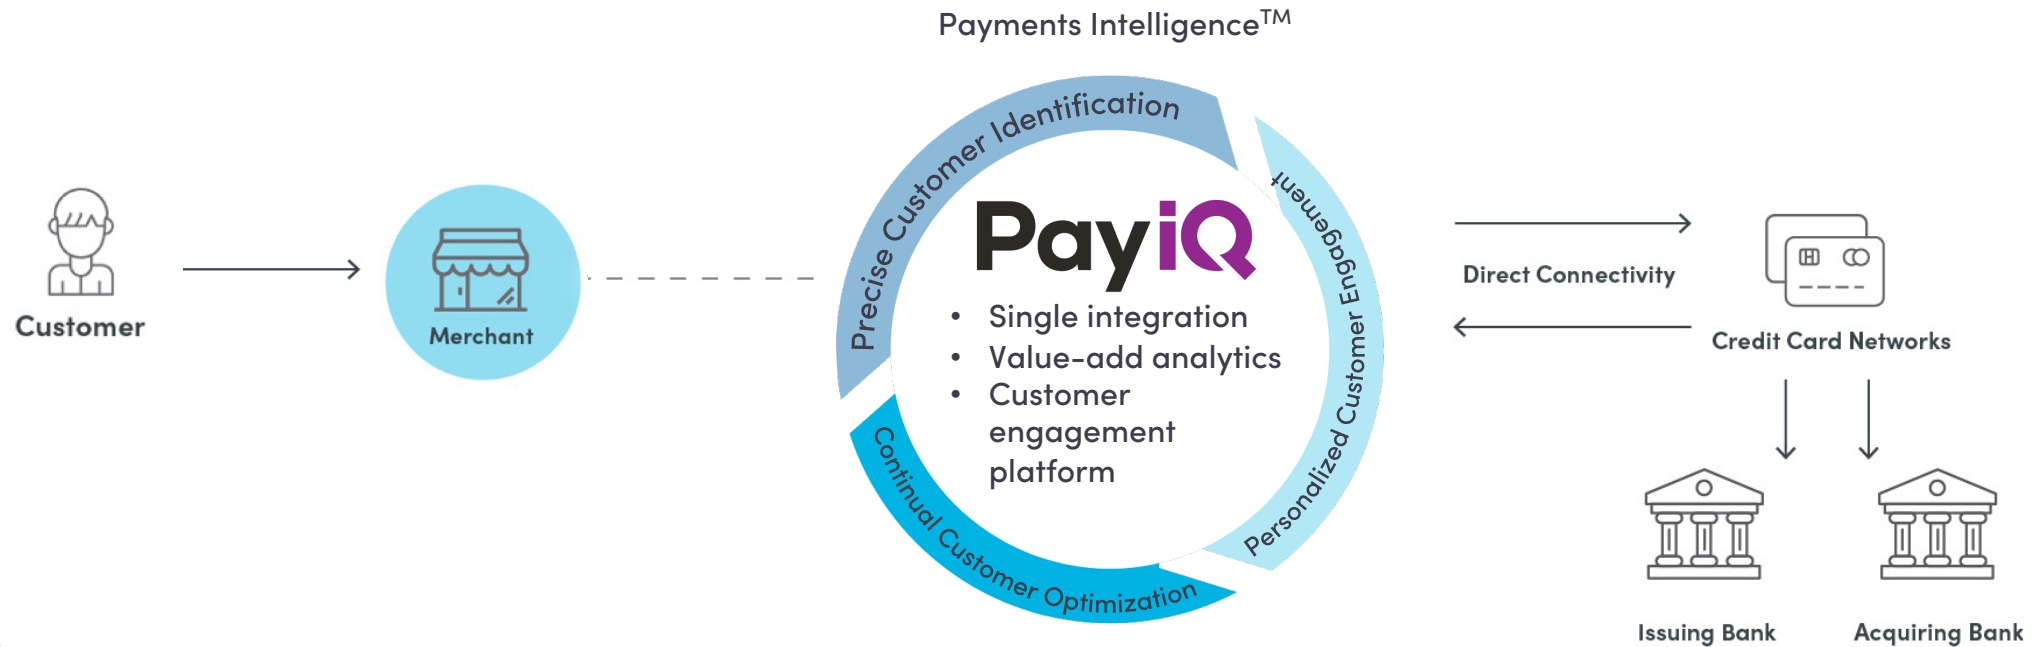 Payments Intelligence™
Precise Customer Identification
Personalized Customer Engagement
Continual Customer Optimization
PayiQ
• Single integration
• Value-add analytics
• Customer
engagement
platform
Customer
Merchant
Direct Connectivity
Credit Card Networks
Issuing Bank
Acquiring Bank